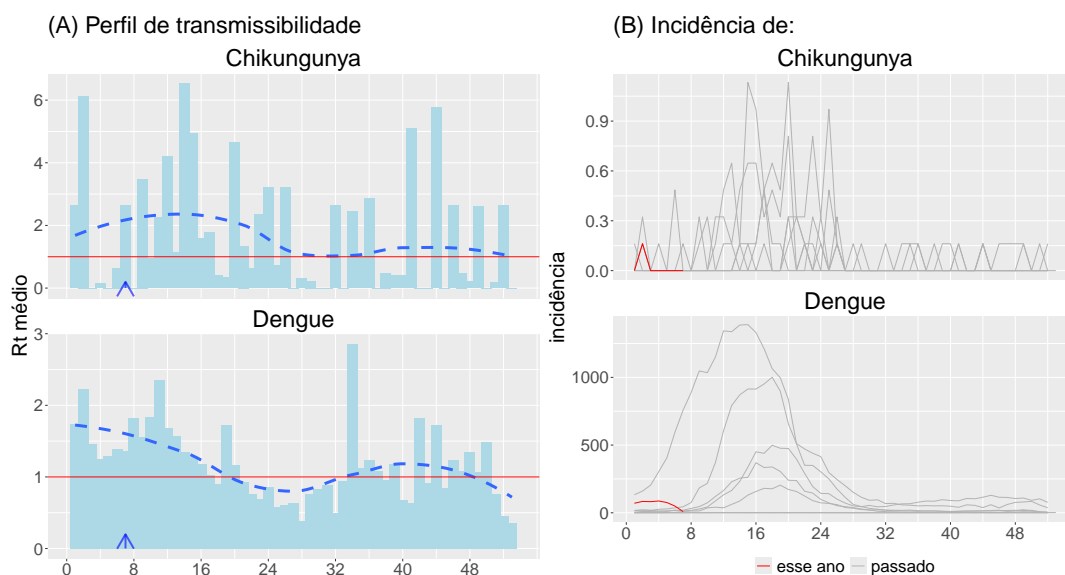 (A) Perfil de transmissibilidade
Chikungunya
6
4
2
0
Dengue
3
2
1
0
0 8 16 24 32 40 48
Rt médio
(B) Incidência de:
Chikungunya
0.9
0.6
0.3
0.0
Dengue
1000
500
0
0 8 16 24 32 40 48
incidência
esse ano passado